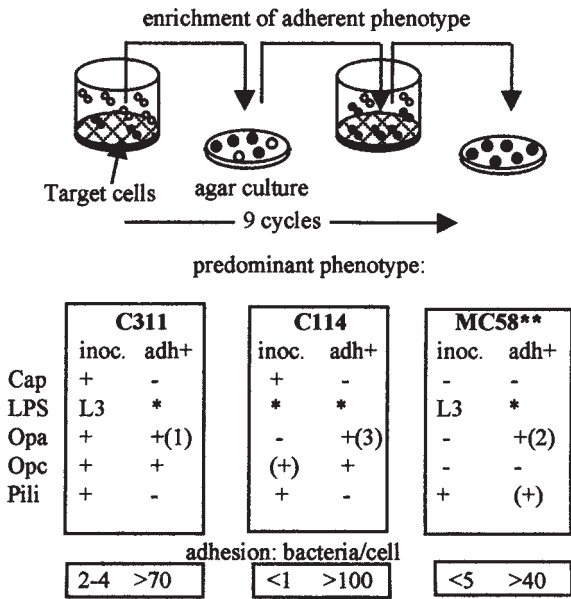 enrichment of adherent phenotype
Target cells
agar culture
9 cycles
predominant phenotype:
C311 C114 MC58**
inoc. adh+ inoc. adh+ inoc. adh+
Cap + - + - - -
LPS L3 * * * L3 *
Opa + +(1) - +(3) - +(2)
Opc + + (+) + - -
Pili + - + - + (+)
adhesion: bacteria/cell
2-4 >70 <1 >100 <5 >40